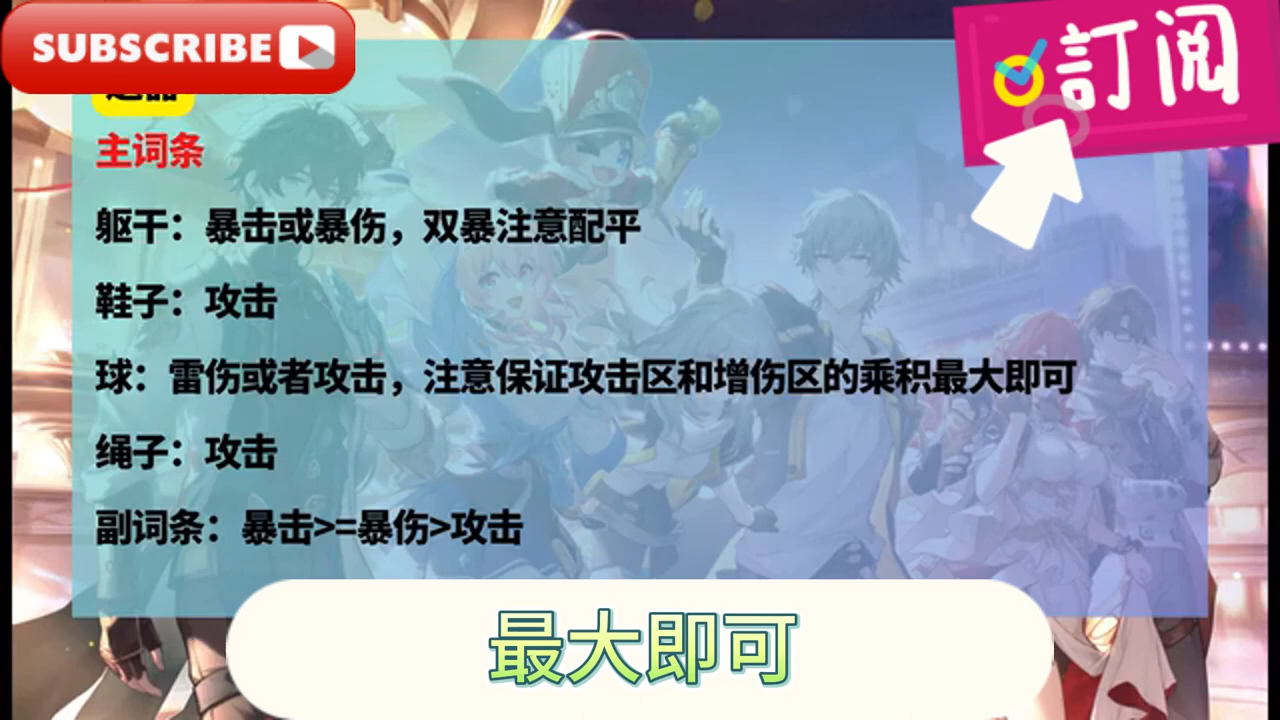 SUBSCRIBE
訂阅
主词条
躯干：暴击或暴伤，双暴注意配平
鞋子：攻击
球：雷伤或者攻击，注意保证攻击区和增伤区的乘积最大即可
绳子：攻击
副词条：暴击>=暴伤>攻击
最大即可